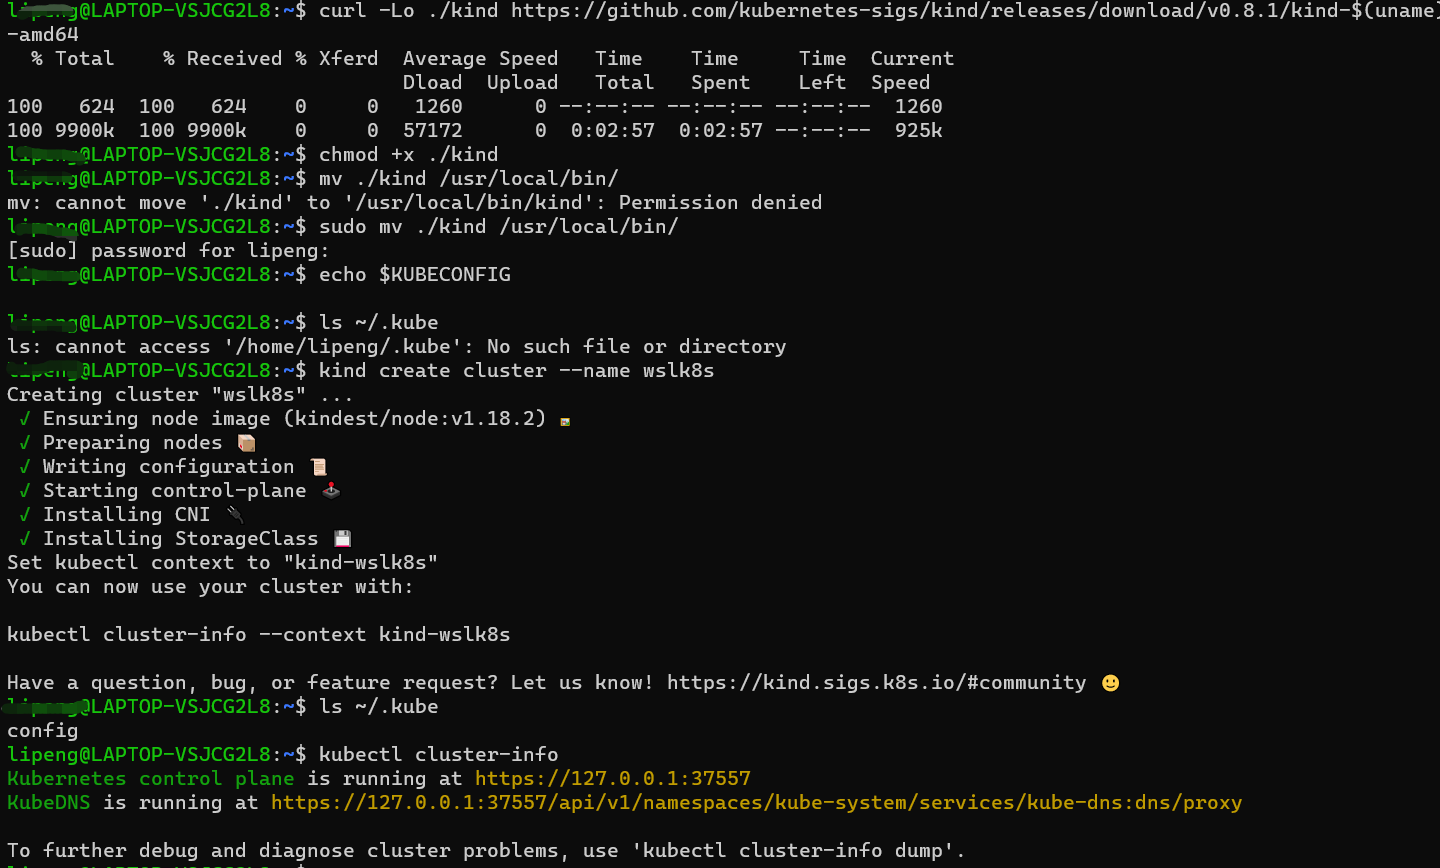 lipeng@LAPTOP-VSJCG2L8:~$ curl -Lo ./kind https://github.com/kubernetes-sigs/kind/releases/download/v0.8.1/kind-$(uname)
-amd64
% Total % Received % Xferd Average Speed Time Time Time Current
Dload Upload Total Spent Left Speed
100 624 100 624 0 0 1260 0 --:--:-- --:--:-- --:--:-- 1260
100 9900k 100 9900k 0 0 57172 0 0:02:57 0:02:57 --:--:-- 925k
lipeng@LAPTOP-VSJCG2L8:~$ chmod +x ./kind
lipeng@LAPTOP-VSJCG2L8:~$ mv ./kind /usr/local/bin/
mv: cannot move './kind' to '/usr/local/bin/kind': Permission denied
lipeng@LAPTOP-VSJCG2L8:~$ sudo mv ./kind /usr/local/bin/
[sudo] password for lipeng:
lipeng@LAPTOP-VSJCG2L8:~$ echo $KUBECONFIG
lipeng@LAPTOP-VSJCG2L8:~$ ls ~/.kube
ls: cannot access '/home/lipeng/.kube': No such file or directory
lipeng@LAPTOP-VSJCG2L8:~$ kind create cluster --name wslk8s
Creating cluster "wslk8s" ...
✓ Ensuring node image (kindest/node:v1.18.2) 🖼
✓ Preparing nodes 📦
✓ Writing configuration 📜
✓ Starting control-plane 🕹️
✓ Installing CNI 🔌
✓ Installing StorageClass 💾
Set kubectl context to "kind-wslk8s"
You can now use your cluster with:
kubectl cluster-info --context kind-wslk8s
Have a question, bug, or feature request? Let us know! https://kind.sigs.k8s.io/#community 🙂
lipeng@LAPTOP-VSJCG2L8:~$ ls ~/.kube
config
lipeng@LAPTOP-VSJCG2L8:~$ kubectl cluster-info
Kubernetes control plane is running at https://127.0.0.1:37557
KubeDNS is running at https://127.0.0.1:37557/api/v1/namespaces/kube-system/services/kube-dns:dns/proxy
To further debug and diagnose cluster problems, use 'kubectl cluster-info dump'.